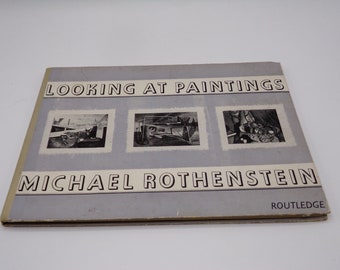 LOOKING AT PAINTINGS
MICHAEL ROTHENSTEIN
ROUTLEDGE